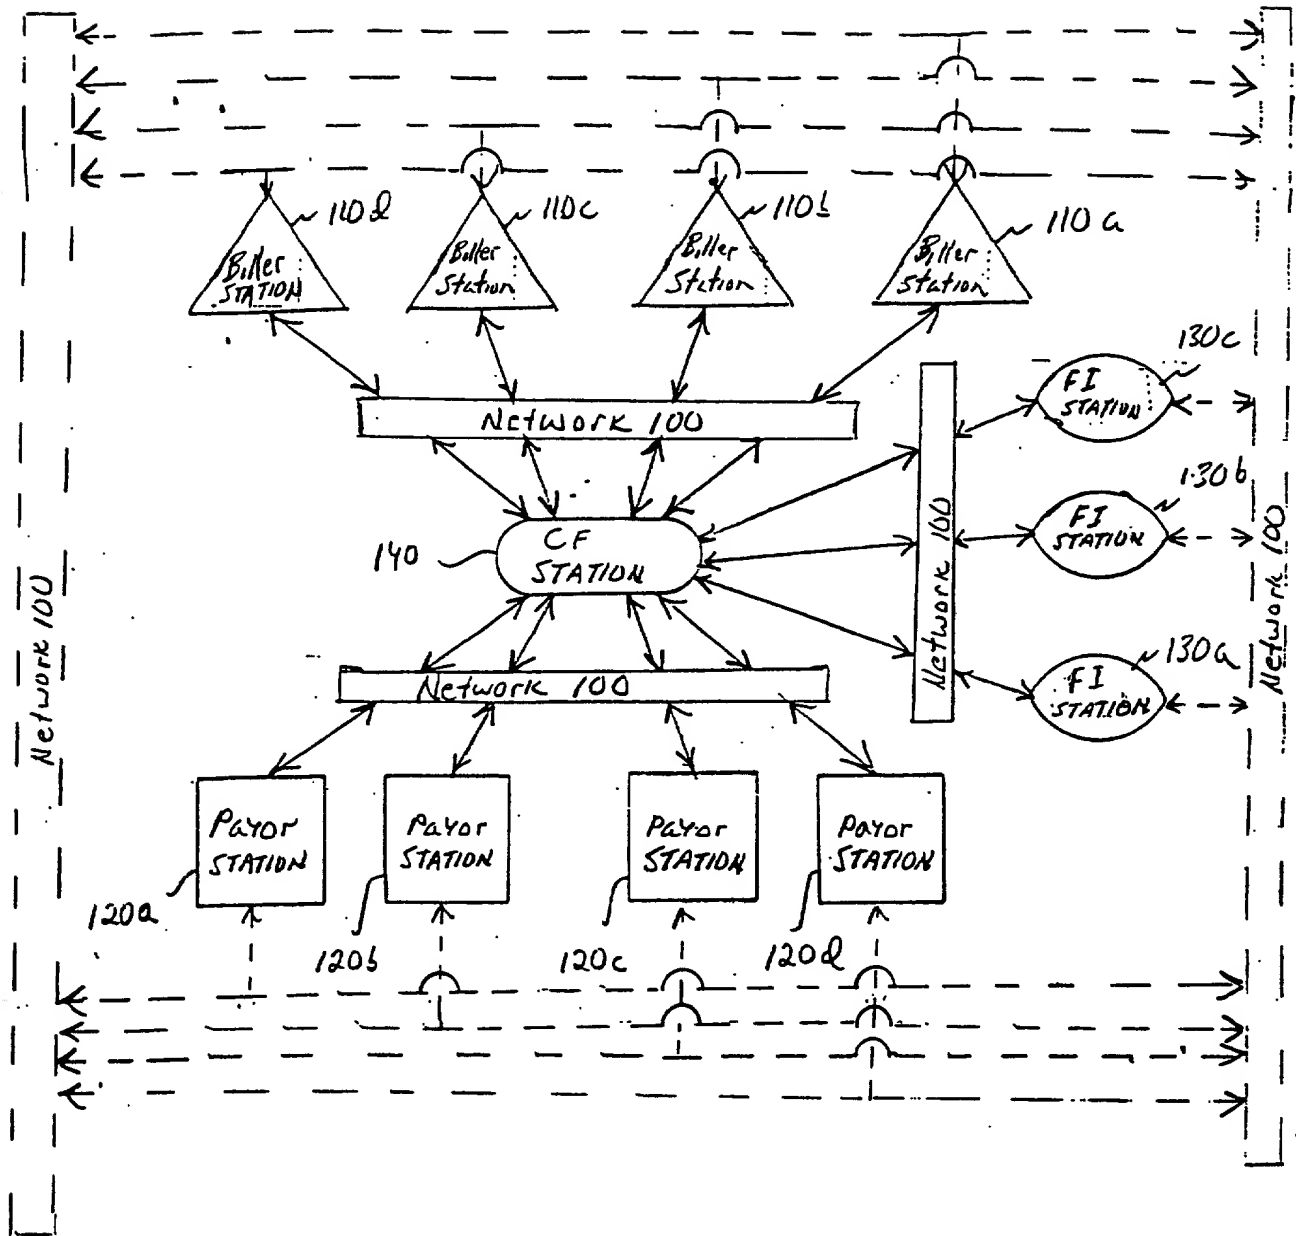 110d
110c
110b
110a
Biller
STATION
Biller
Station
Biller
Station
Biller
Station
130c
FI
STATION
Network 100
130b
FI
STATION
140
CF
STATION
Network 100
Network 100
Network 100
130a
FI
STATION
Network 100
Payor
STATION
Payor
STATION
Payor
STATION
Payor
STATION
120a
120b
120c
120d